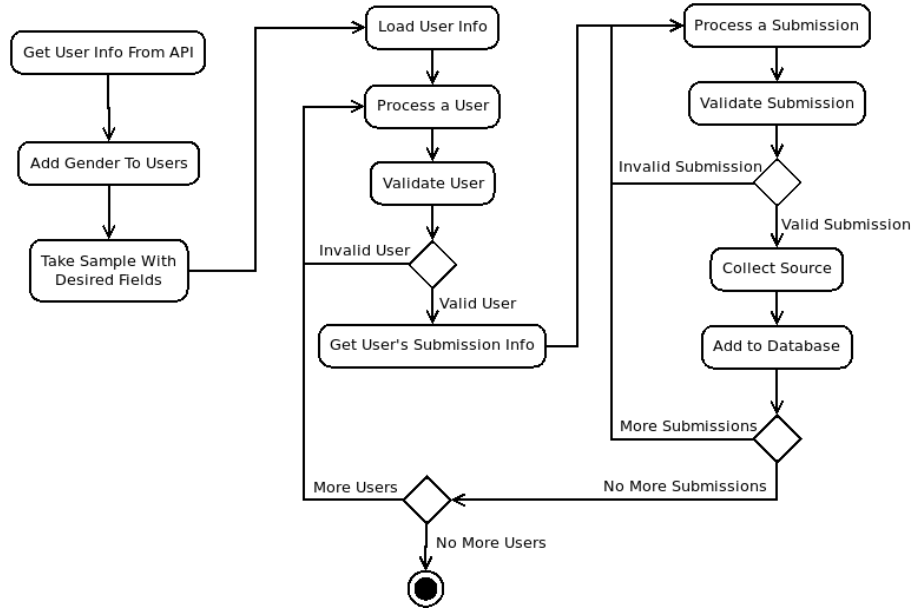 Get User Info From API
Add Gender To Users
Take Sample With
Desired Fields
Load User Info
Process a User
Validate User
Invalid User
Valid User
Get User's Submission Info
Process a Submission
Validate Submission
Invalid Submission
Valid Submission
Collect Source
Add to Database
More Submissions
No More Submissions
More Users
No More Users